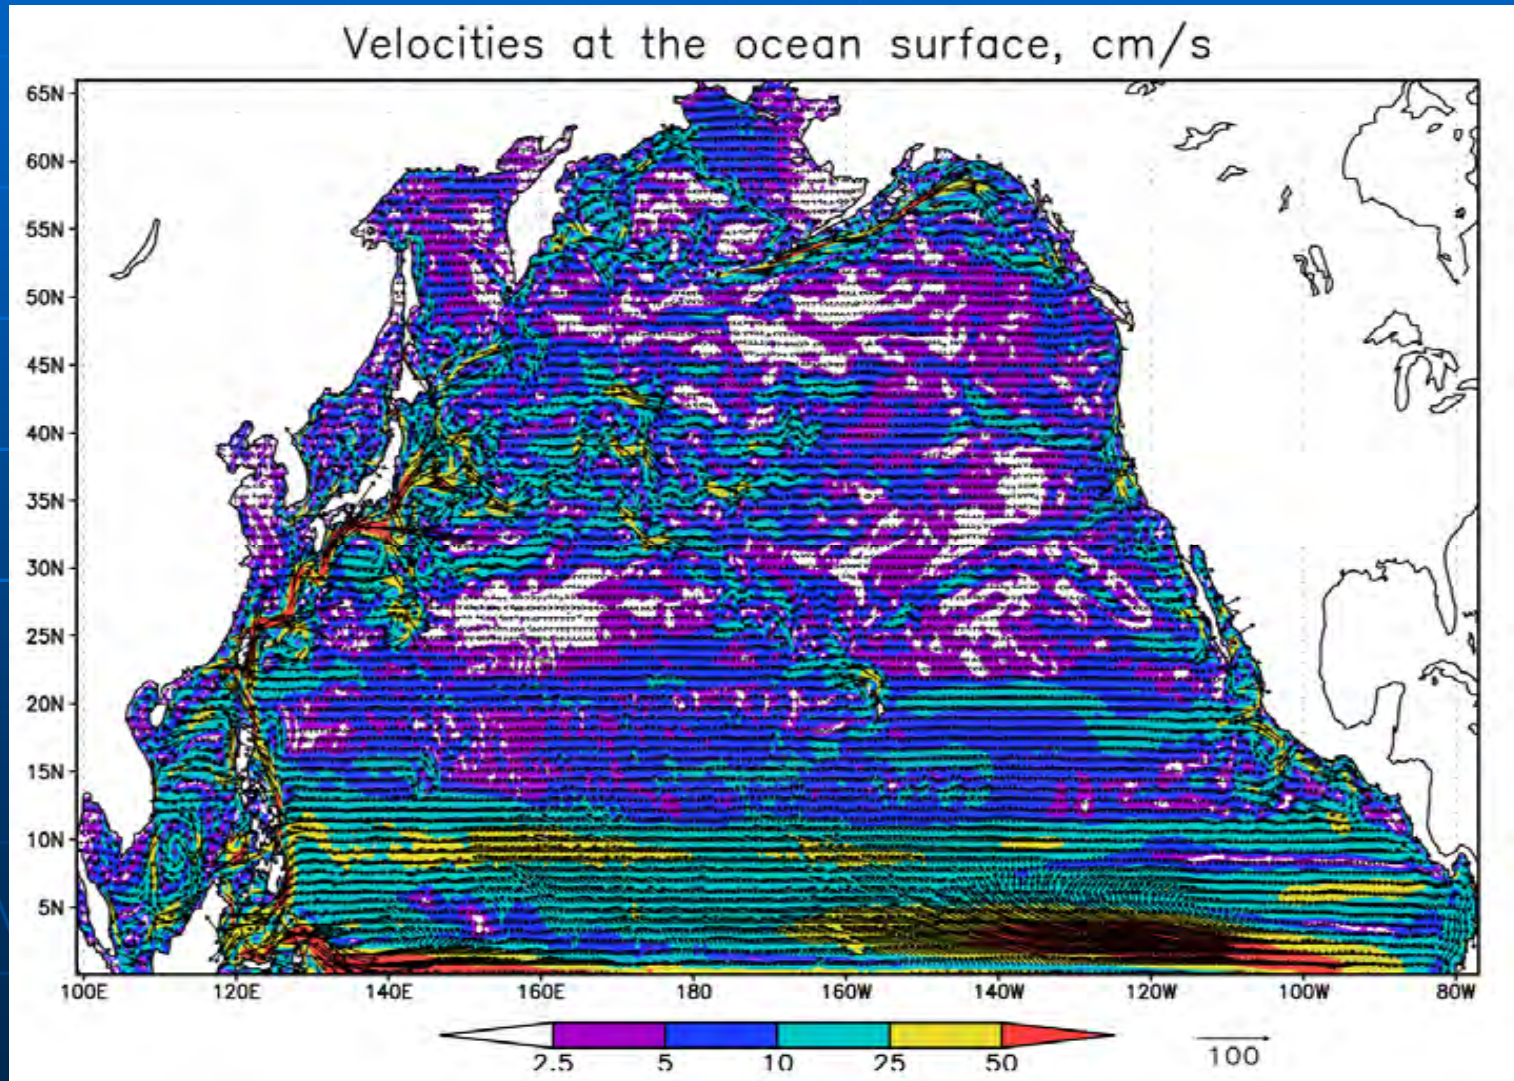 Velocities at the ocean surface, cm/s
65N
60N
55N
50N
45N
40N
35N
30N
25N
20N
15N
10N
5N
100E 120E 140E 160E 180 160W 140W 120W 100W 80W
2.5 5 10 25 50
100